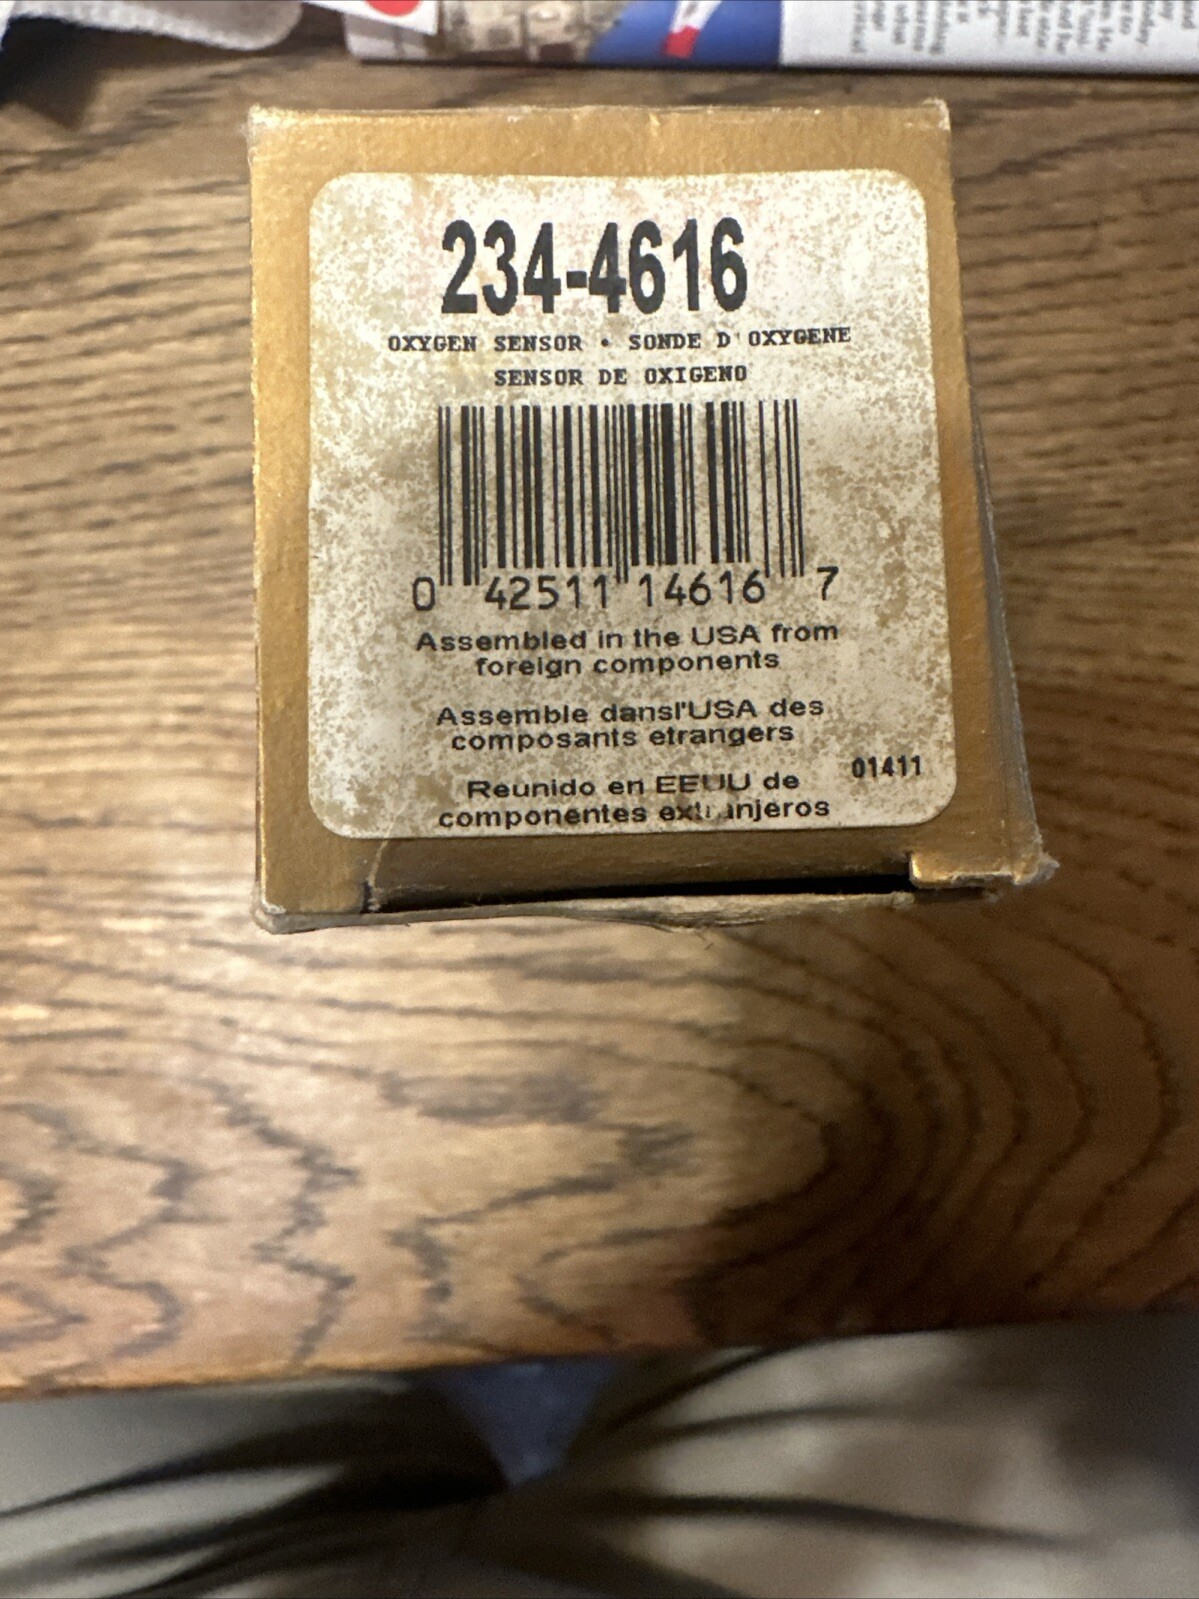 234-4616
OXYGEN SENSOR • SONDE D'OXYGENE
SENSOR DE OXIGENO
0 42511 14616 7
Assembled in the USA from
foreign components
Assemble dansl'USA des
composants etrangers
Reunido en EEUU de
01411
componentes extranjeros